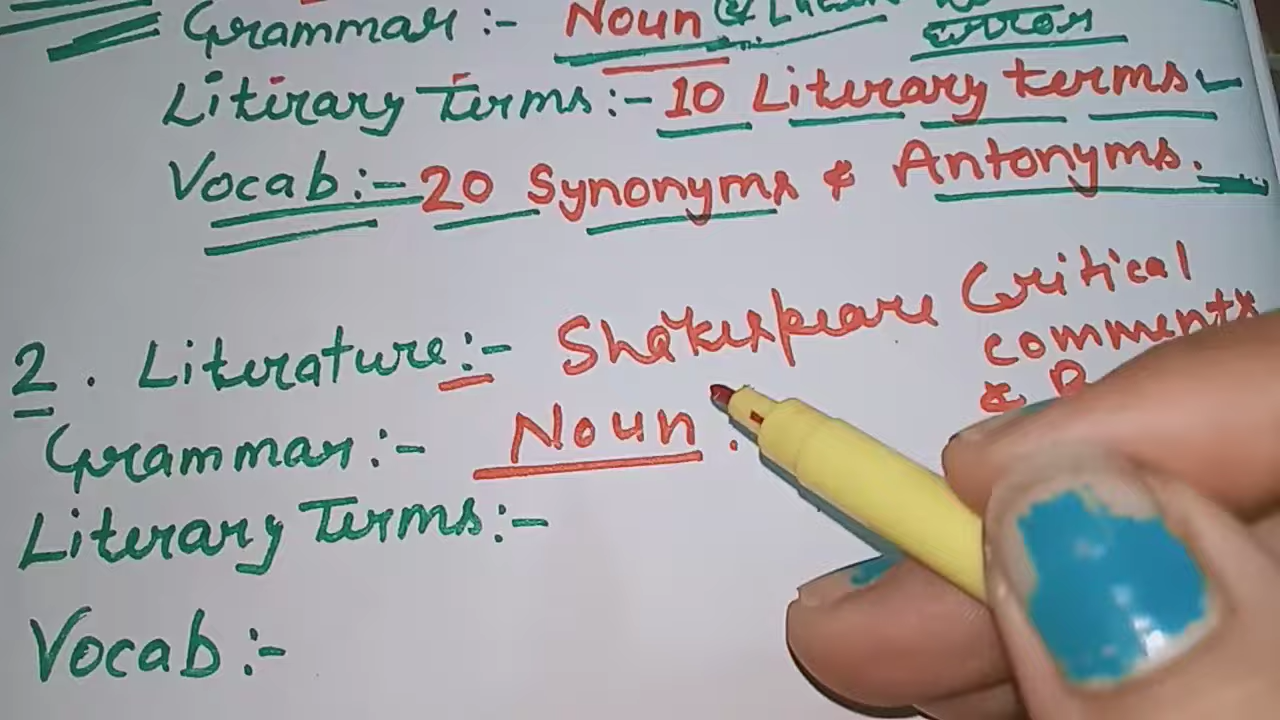 Grammar :- Noun &
Literary Terms :- 10 Literary terms
Vocab :- 20 Synonyms & Antonyms.
2. Literature :- Shakespeare Critical
comments
&
Grammar :- Noun.
Literary Terms :-
Vocab :-